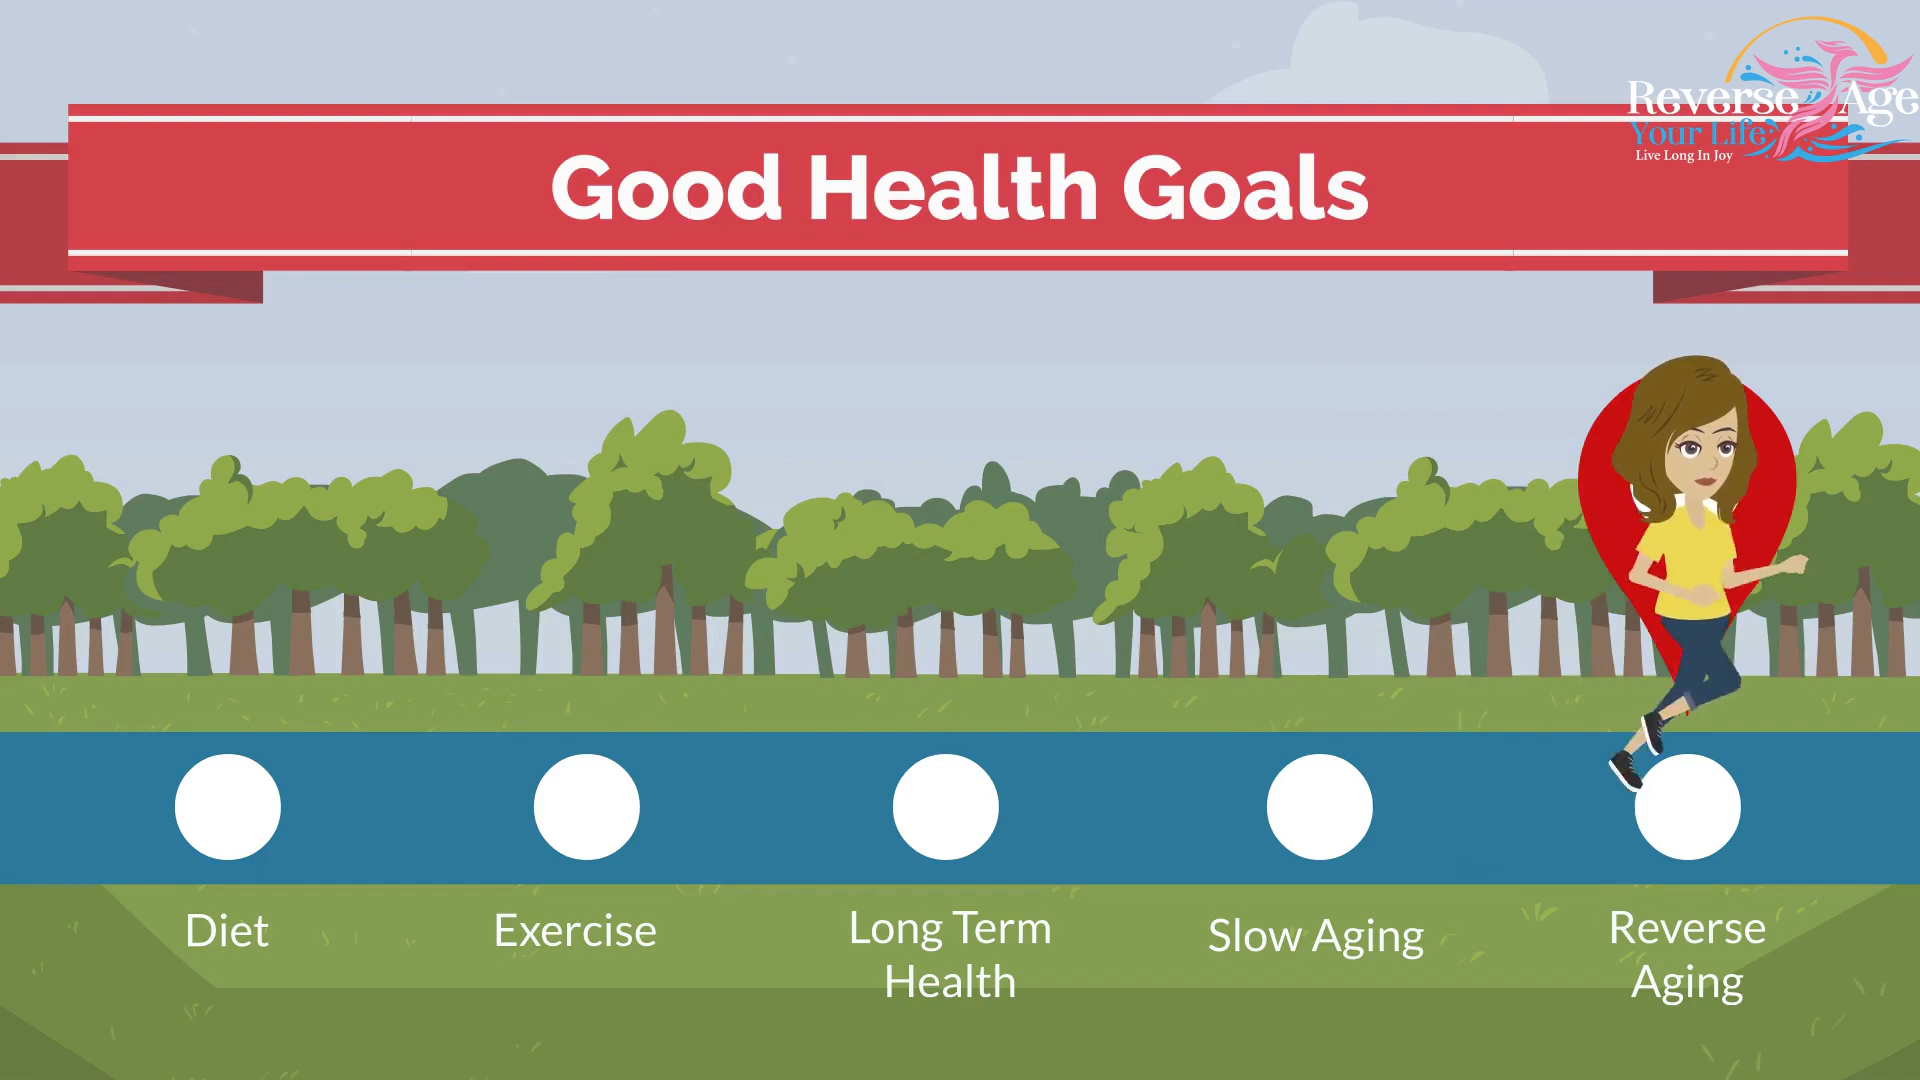 Reverse Age
Your Life
Live Long In Joy
Good Health Goals
Diet
Exercise
Long Term
Health
Slow Aging
Reverse
Aging